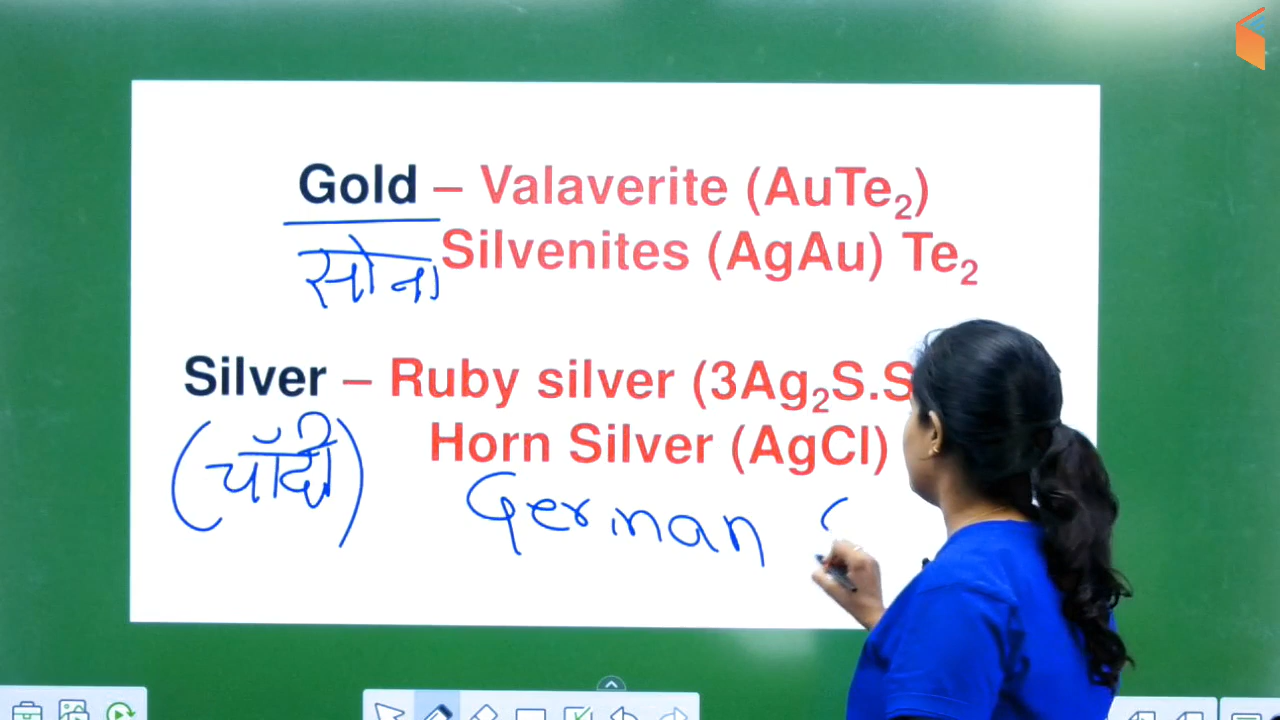 Gold – Valaverite (AuTe₂)
सोना Silvenites (AgAu) Te₂
Silver – Ruby silver (3Ag₂S.S
(चाँदी) Horn Silver (AgCl)
German